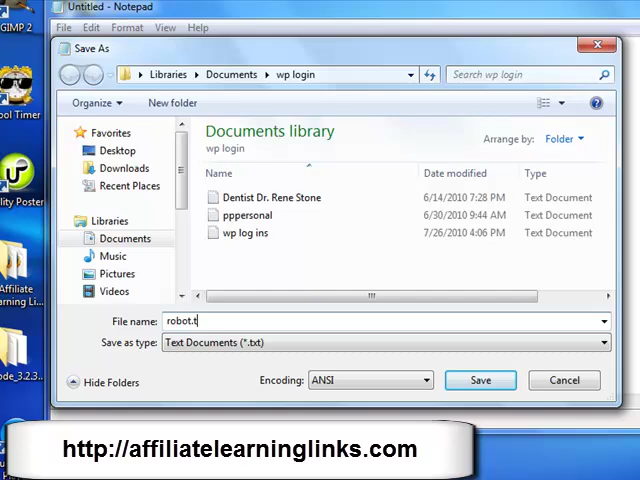 Untitled - Notepad
GIMP 2
File Edit Format View Help
Save As
Libraries Documents wp login
Search wp login
Organize New folder
Favorites
Desktop
Downloads
Recent Places
Libraries
Documents
Music
Pictures
Videos
Documents library
wp login
Arrange by: Folder
Name Date modified Type
Dentist Dr. Rene Stone 6/14/2010 7:28 PM Text Document
pppersonal 6/30/2010 9:44 AM Text Document
wp log ins 7/26/2010 4:06 PM Text Document
ool Timer
lity Poster
Affiliate
earning Li...
ode_3.2.3...
File name: robot.t
Save as type: Text Documents (*.txt)
Hide Folders
Encoding: ANSI
Save Cancel
http://affiliatelearninglinks.com